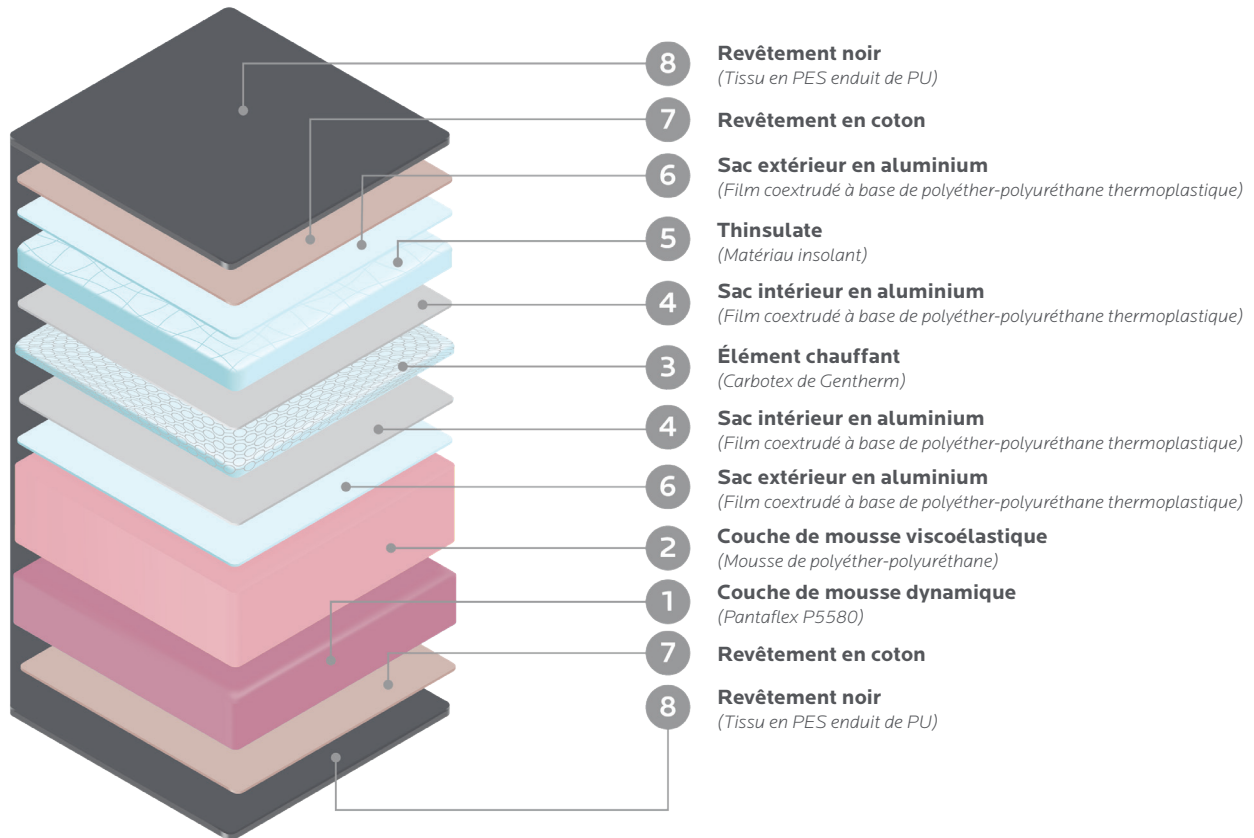 8
Revêtement noir
(Tissu en PES enduit de PU)
7
Revêtement en coton
6
Sac extérieur en aluminium
(Film coextrudé à base de polyéther-polyuréthane thermoplastique)
5
Thinsulate
(Matériau insolant)
4
Sac intérieur en aluminium
(Film coextrudé à base de polyéther-polyuréthane thermoplastique)
3
Élément chauffant
(Carbotex de Gentherm)
4
Sac intérieur en aluminium
(Film coextrudé à base de polyéther-polyuréthane thermoplastique)
6
Sac extérieur en aluminium
(Film coextrudé à base de polyéther-polyuréthane thermoplastique)
2
Couche de mousse viscoélastique
(Mousse de polyéther-polyuréthane)
1
Couche de mousse dynamique
(Pantaflex P5580)
7
Revêtement en coton
8
Revêtement noir
(Tissu en PES enduit de PU)